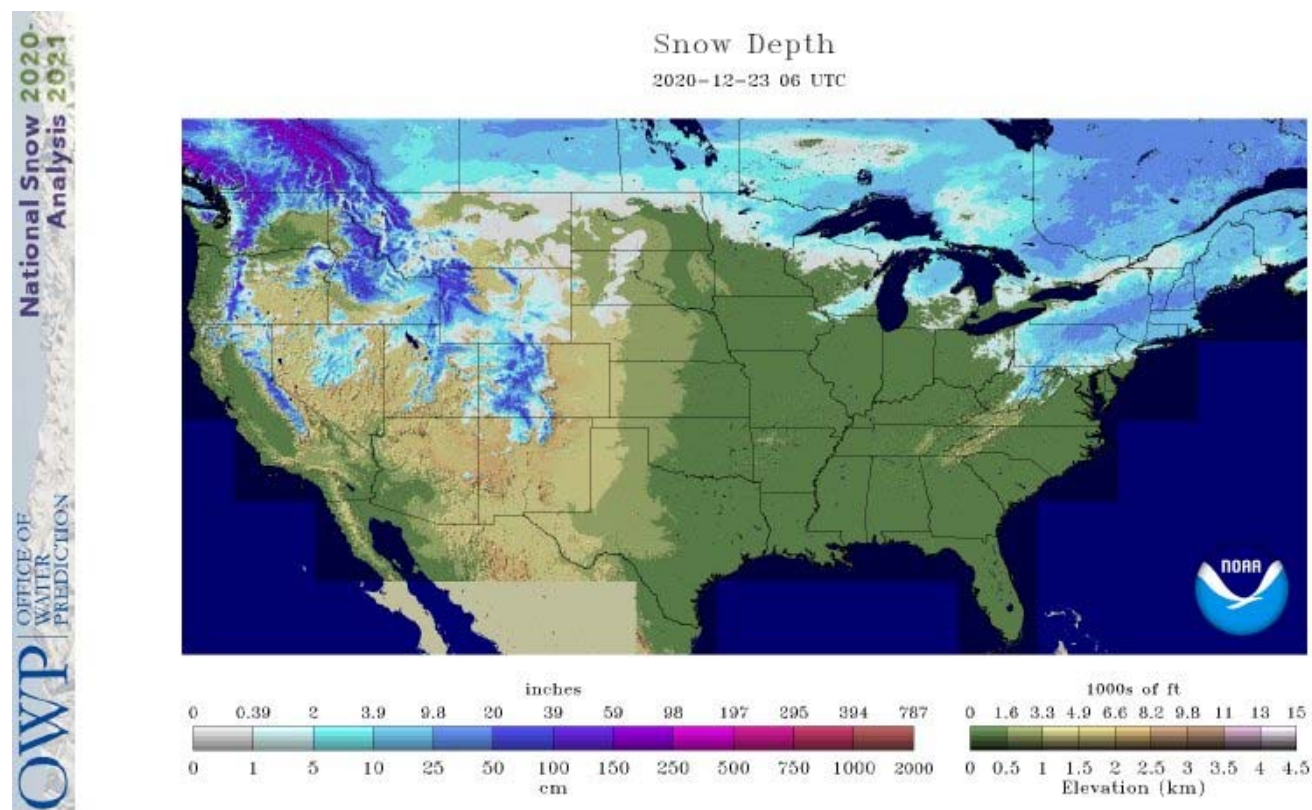 National Snow 2020-
Analysis 2021
OFFICE OF
WATER
PREDICTION
OWP
Snow Depth
2020-12-23 06 UTC
NOAA
inches
0 0.39 2 3.9 9.8 20 39 59 98 197 295 394 787
0 1 5 10 25 50 100 150 250 500 750 1000 2000
cm
1000s of ft
0 1.6 3.3 4.9 6.6 8.2 9.8 11 13 15
0 0.5 1 1.5 2 2.5 3 3.5 4 4.5
Elevation (km)